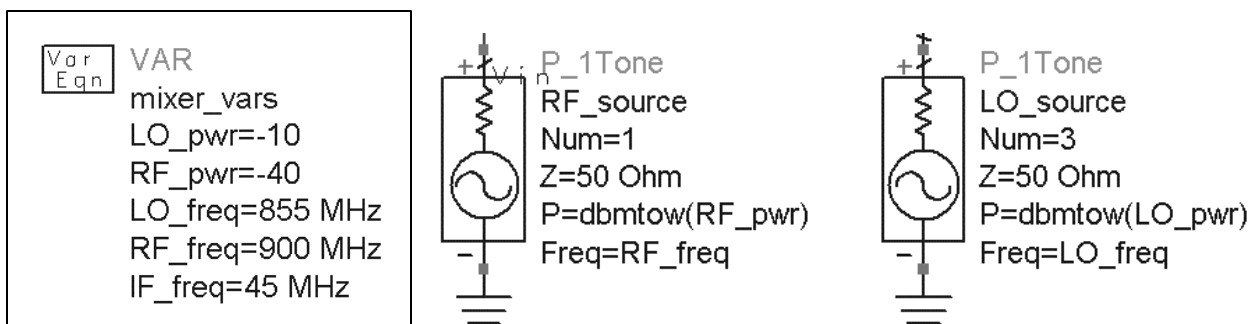 Var
Eqn
VAR
mixer_vars
LO_pwr=-10
RF_pwr=-40
LO_freq=855 MHz
RF_freq=900 MHz
IF_freq=45 MHz
+
Vin
P_1Tone
RF_source
Num=1
Z=50 Ohm
P=dbmtow(RF_pwr)
Freq=RF_freq
-
+
P_1Tone
LO_source
Num=3
Z=50 Ohm
P=dbmtow(LO_pwr)
Freq=LO_freq
-